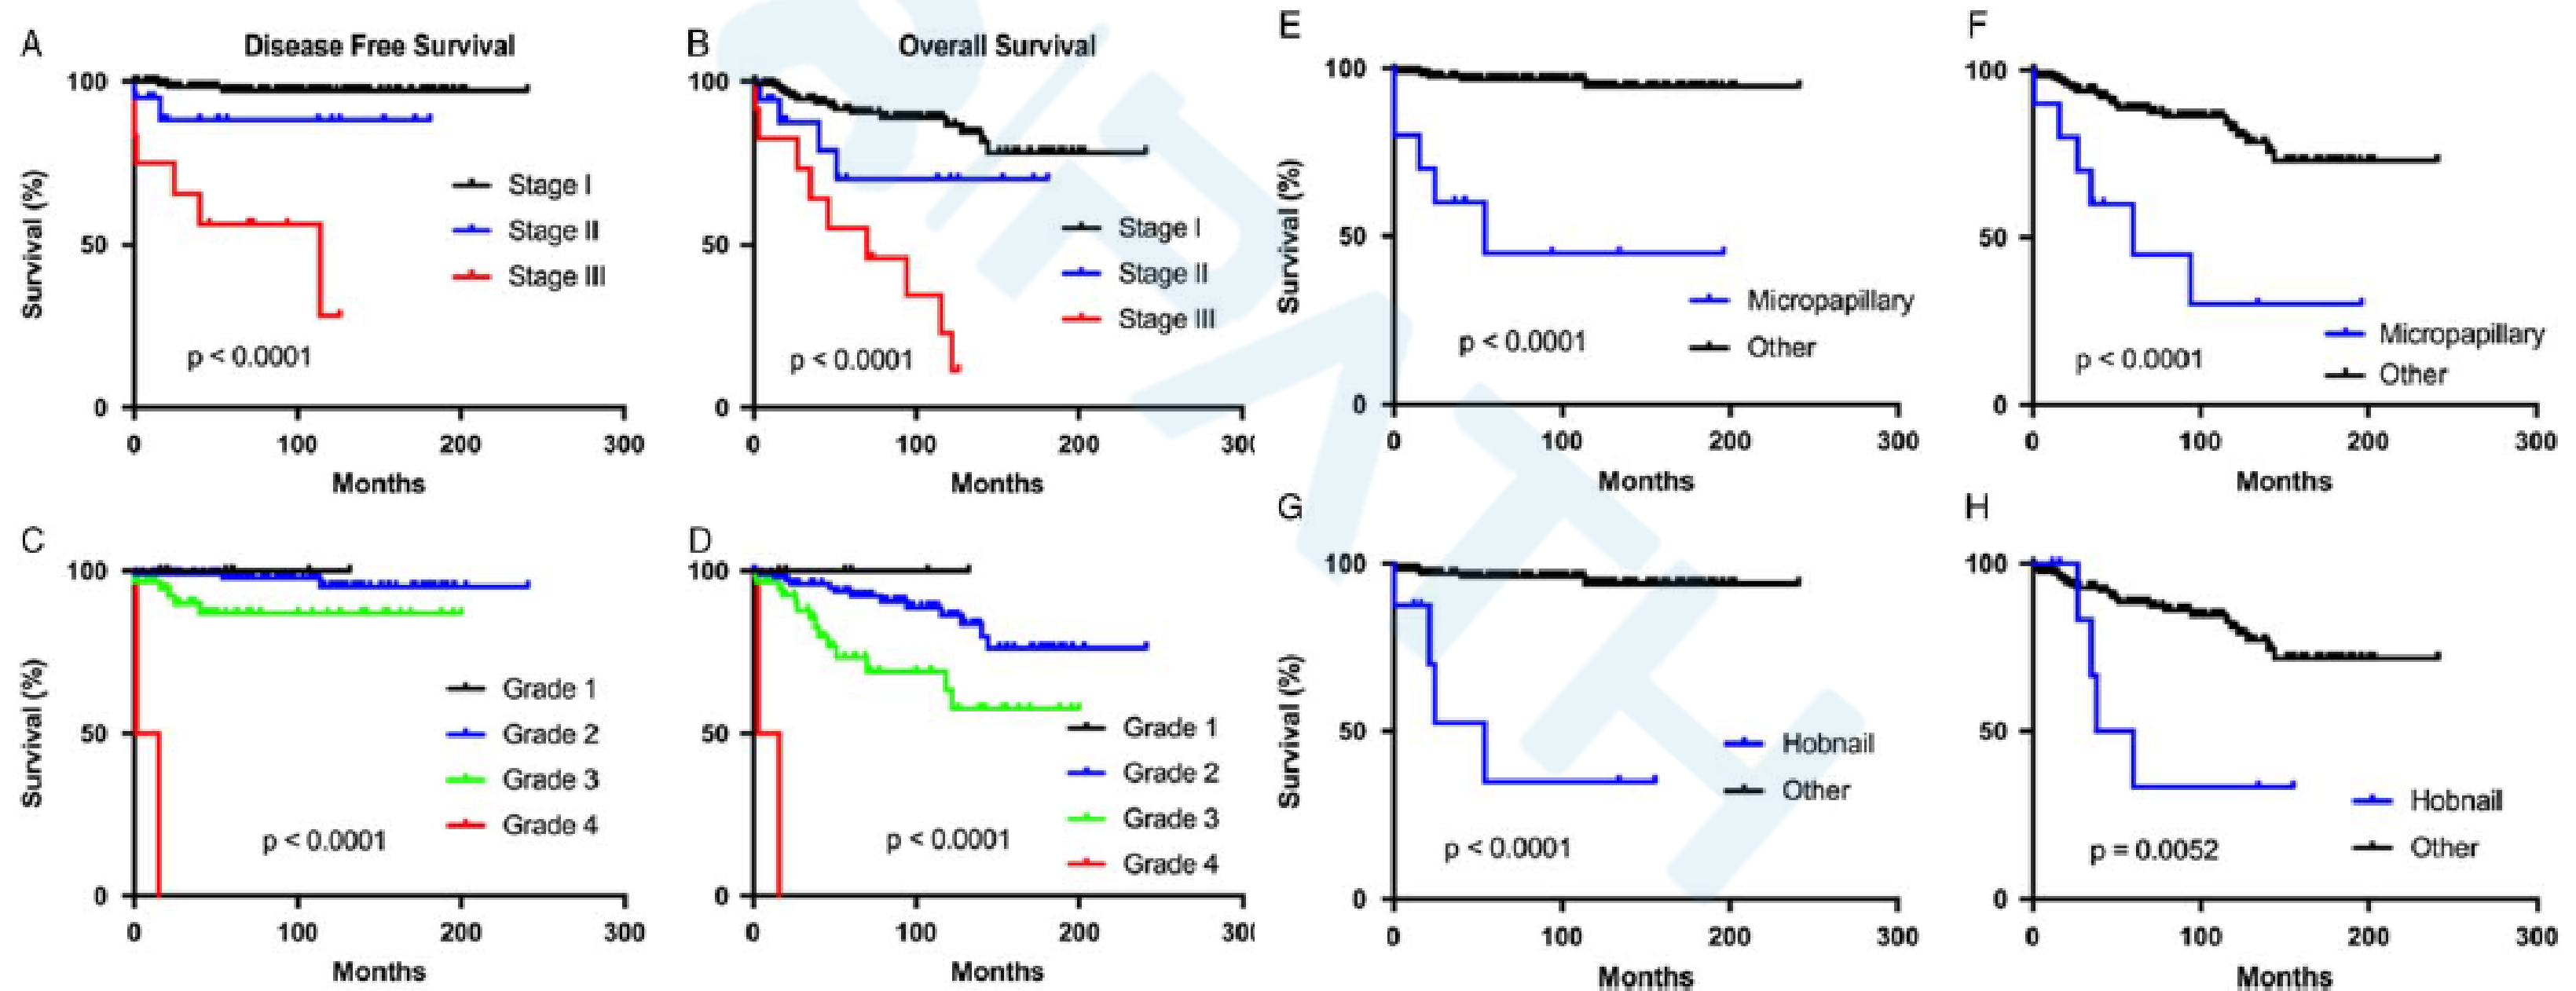 A
Disease Free Survival
100
50
0
Survival (%)
Stage I
Stage II
Stage III
p < 0.0001
0 100 200 300
Months
B
Overall Survival
100
50
0
Stage I
Stage II
Stage III
p < 0.0001
0 100 200 300
Months
E
100
50
0
Survival (%)
Micropapillary
Other
p < 0.0001
0 100 200 300
Months
F
100
50
0
Micropapillary
Other
p < 0.0001
0 100 200 300
Months
C
100
50
0
Survival (%)
Grade 1
Grade 2
Grade 3
Grade 4
p < 0.0001
0 100 200 300
Months
D
100
50
0
Grade 1
Grade 2
Grade 3
Grade 4
p < 0.0001
0 100 200 300
Months
G
100
50
0
Survival (%)
Hobnail
Other
p < 0.0001
0 100 200 300
Months
H
100
50
0
Hobnail
Other
p = 0.0052
0 100 200 300
Months